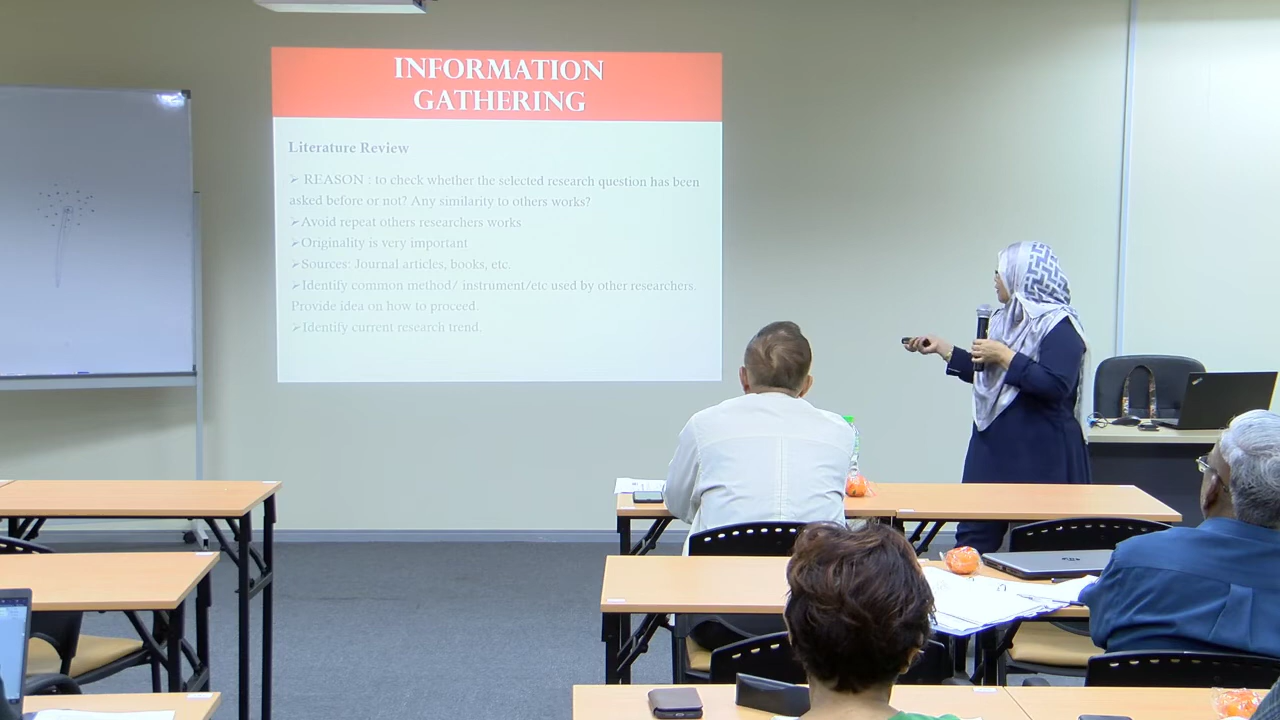 INFORMATION
GATHERING
Literature Review
➢ REASON : to check whether the selected research question has been
asked before or not? Any similarity to others works?
➢Avoid repeat others researchers works
➢Originality is very important
➢Sources: Journal articles, books, etc.
➢Identify common method/ instrument/etc used by other researchers.
Provide idea on how to proceed.
➢Identify current research trend.